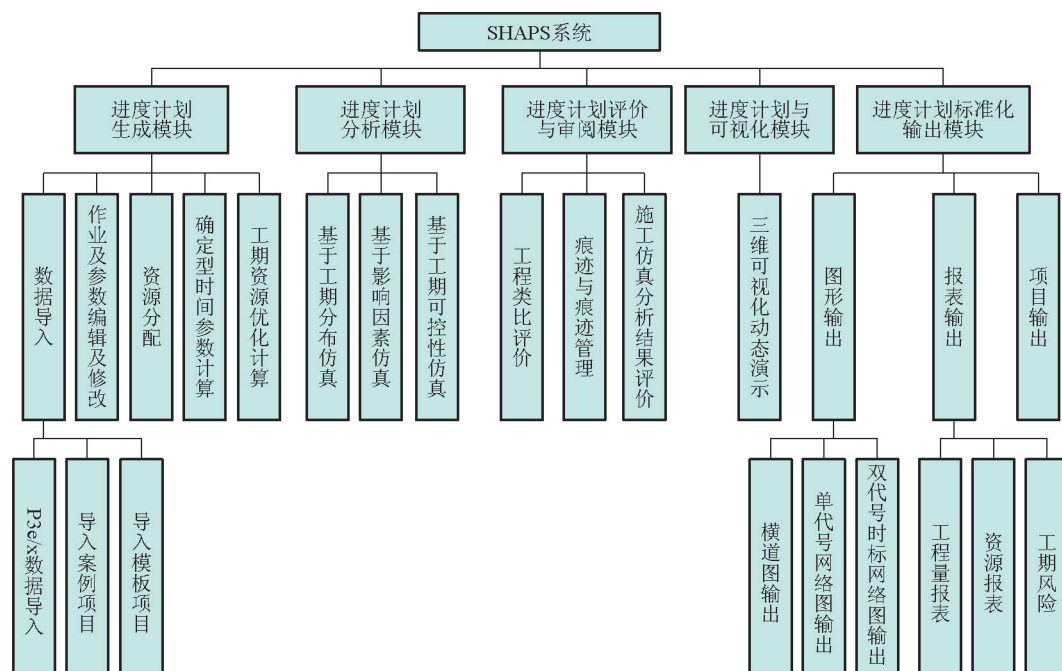 SHAPS系统
进度计划
生成模块
进度计划
分析模块
进度计划评价
与审阅模块
进度计划与
可视化模块
进度计划标准化
输出模块
数据导入
作业及参数编辑及修改
资源分配
确定型时间参数计算
工期资源优化计算
基于工期分布仿真
基于影响因素仿真
基于工期可控性仿真
工程类比评价
痕迹与痕迹管理
施工仿真分析结果评价
三维可视化动态演示
图形输出
报表输出
项目输出
P3e/x数据导入
导入案例项目
导入模板项目
横道图输出
单代号网络图输出
双代号时标网络图输出
工程量报表
资源报表
工期风险